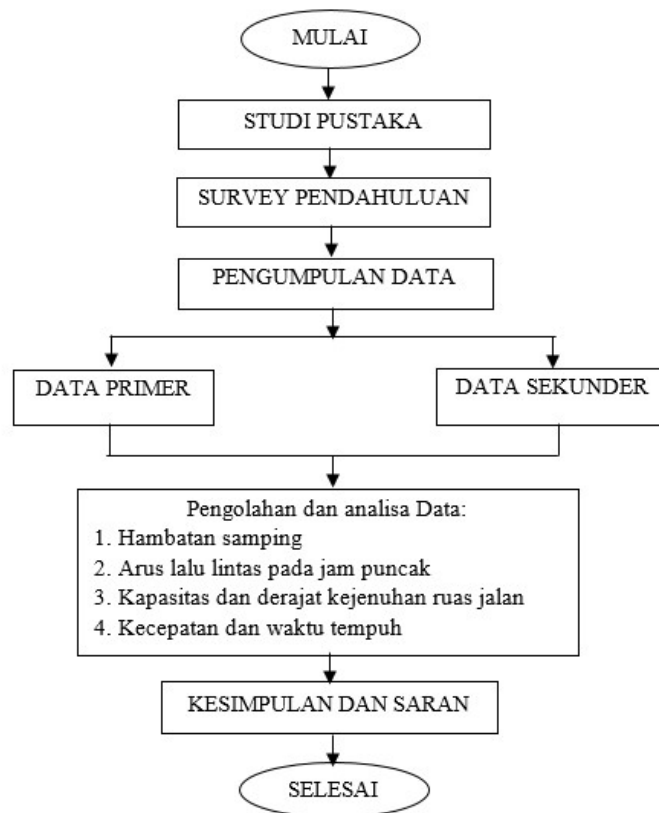 MULAI
STUDI PUSTAKA
SURVEY PENDAHULUAN
PENGUMPULAN DATA
DATA PRIMER
DATA SEKUNDER
Pengolahan dan analisa Data:
1. Hambatan samping
2. Arus lalu lintas pada jam puncak
3. Kapasitas dan derajat kejenuhan ruas jalan
4. Kecepatan dan waktu tempuh
KESIMPULAN DAN SARAN
SELESAI